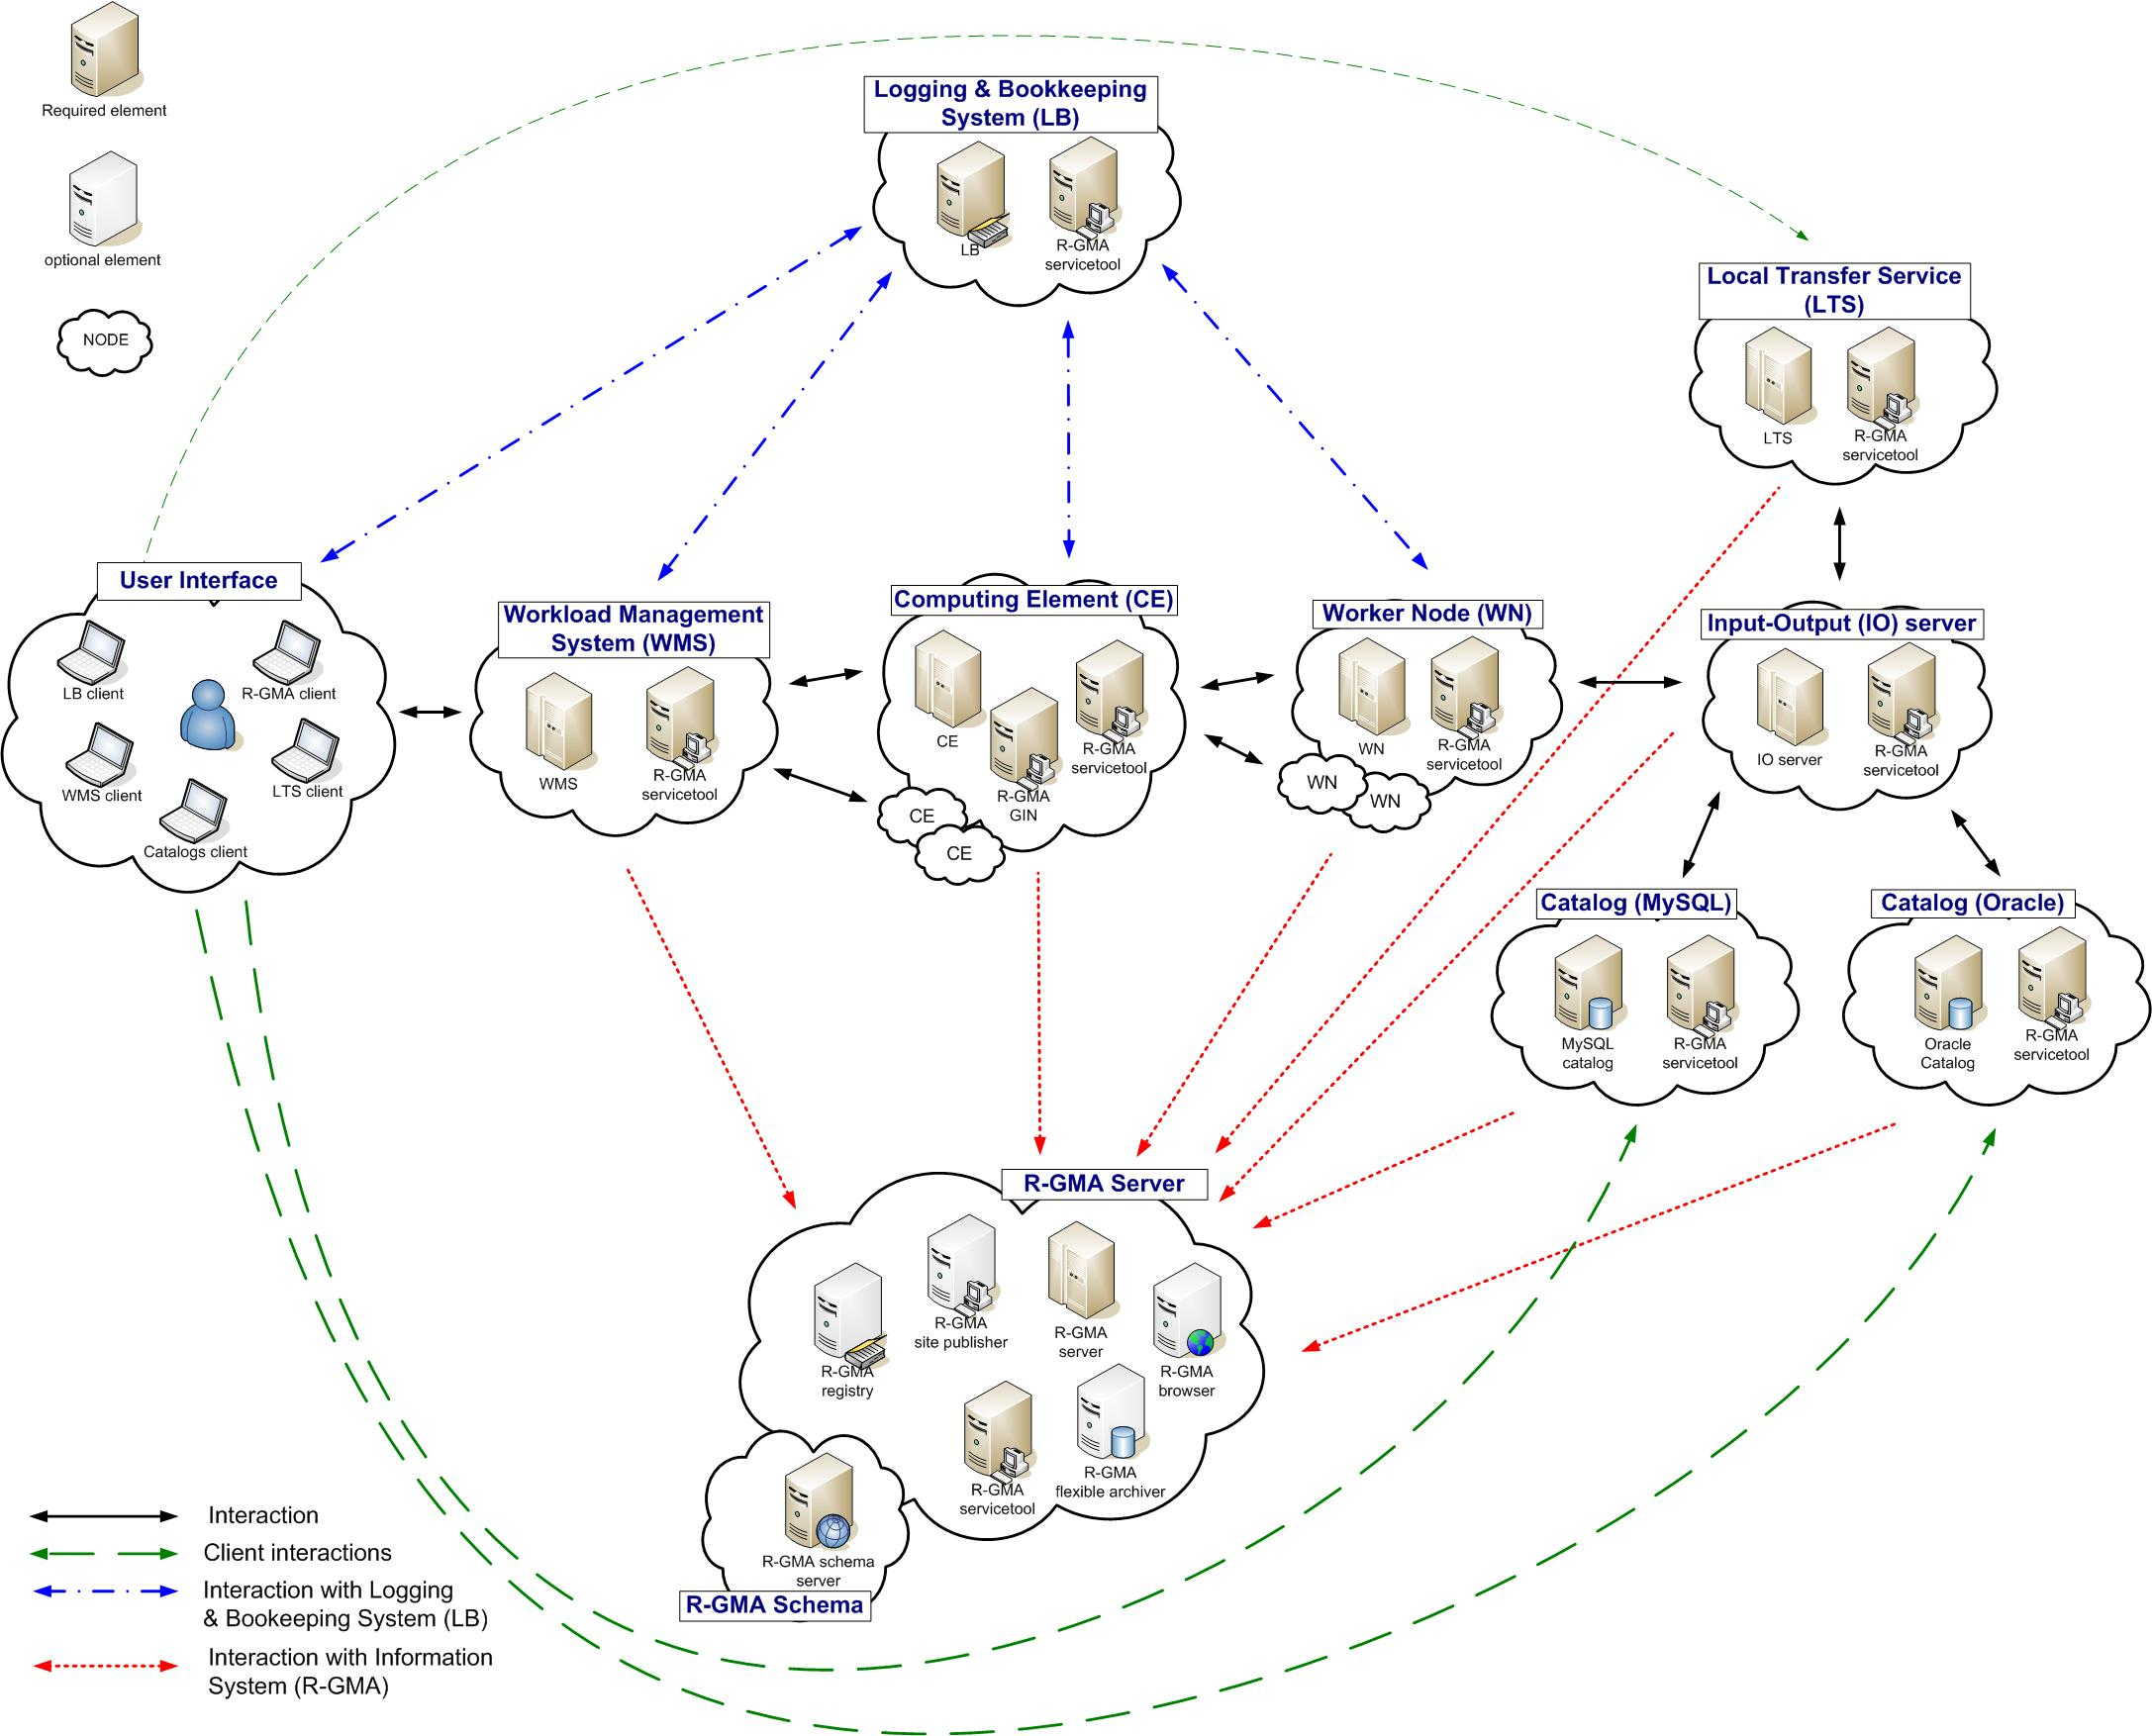 Required element
optional element
NODE
Logging & Bookkeeping
System (LB)
LB
R-GMA
servicetool
Local Transfer Service
(LTS)
LTS
R-GMA
servicetool
User Interface
LB client
R-GMA client
WMS client
LTS client
Catalogs client
Workload Management
System (WMS)
WMS
R-GMA
servicetool
Computing Element (CE)
CE
R-GMA
GIN
R-GMA
servicetool
CE
CE
Worker Node (WN)
WN
R-GMA
servicetool
WN
WN
Input-Output (IO) server
IO server
R-GMA
servicetool
Catalog (MySQL)
MySQL
catalog
R-GMA
servicetool
Catalog (Oracle)
Oracle
Catalog
R-GMA
servicetool
R-GMA Server
R-GMA
registry
R-GMA
site publisher
R-GMA
server
R-GMA
browser
R-GMA
servicetool
R-GMA
flexible archiver
R-GMA schema
server
R-GMA Schema
Interaction
Client interactions
Interaction with Logging
& Bookeeping System (LB)
Interaction with Information
System (R-GMA)